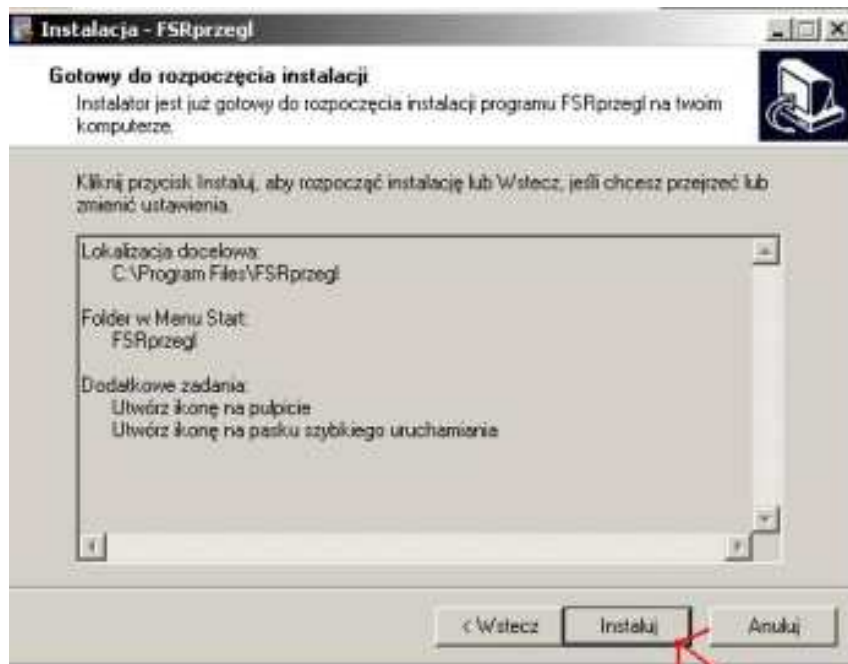 Instalacja - FSRprzegl
Gotowy do rozpoczęcia instalacji
Instalator jest już gotowy do rozpoczęcia instalacji programu FSRprzegl na twoim
komputerze.
Kliknij przycisk Instaluj, aby rozpocząć instalację lub Wstecz, jeśli chcesz przejrzeć lub
zmienić ustawienia.
Lokalizacja docelowa:
C:\Program Files\FSRprzegl
Folder w Menu Start:
FSRprzegl
Dodatkowe zadania:
Utwórz ikonę na pulpicie
Utwórz ikonę na pasku szybkiego uruchamiania
< Wstecz Instaluj Anuluj